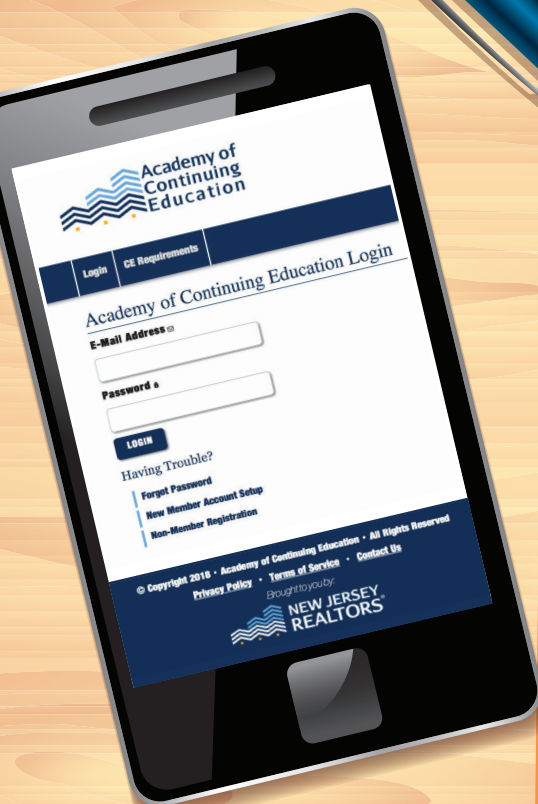 Academy of
Continuing
Education
Login
CE Requirements
Academy of Continuing Education Login
E-Mail Address
Password
LOGIN
Having Trouble?
Forgot Password
New Member Account Setup
Non-Member Registration
© Copyright 2018 • Academy of Continuing Education • All Rights Reserved
Privacy Policy • Terms of Service • Contact Us
Brought to you by:
NEW JERSEY
REALTORS®